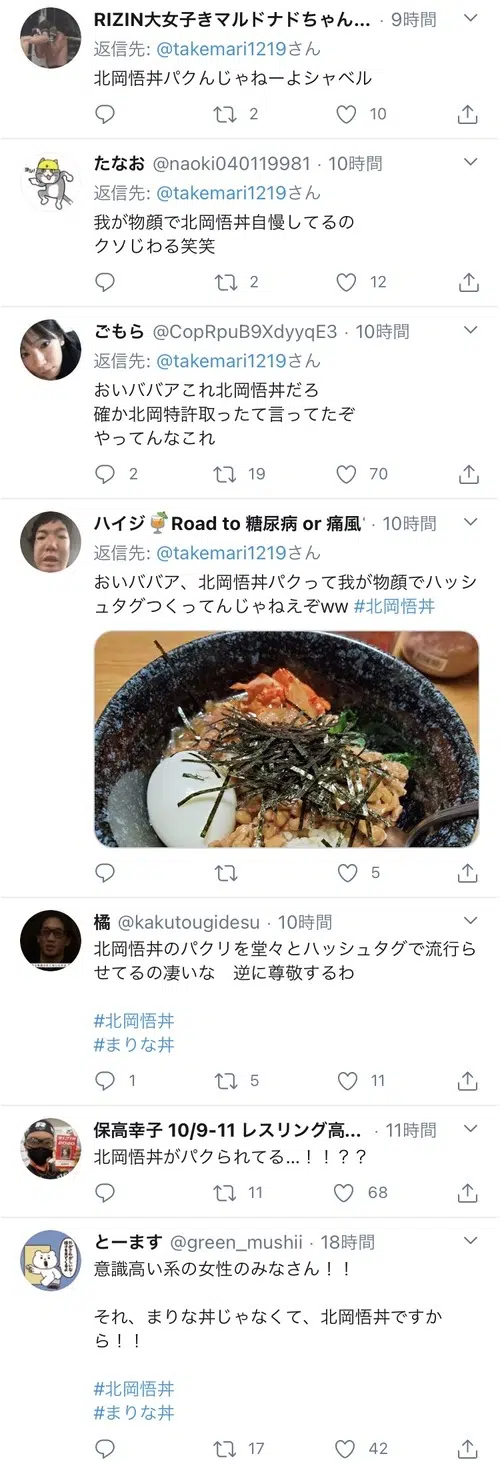 RIZIN大女子きマルドナドちゃん... · 9時間
返信先: @takemari1219さん
北岡悟丼パクんじゃねーよシャベル
2 10
たなお @naoki040119981 · 10時間
返信先: @takemari1219さん
我が物顔で北岡悟丼自慢してるの
クソじわる笑笑
2 12
ごもら @CopRpuB9XdyyqE3 · 10時間
返信先: @takemari1219さん
おいババアこれ北岡悟丼だろ
確か北岡特許取ったて言ってたぞ
やってんなこれ
2 19 70
ハイジ🍹Road to 糖尿病 or 痛風 · 10時間
返信先: @takemari1219さん
おいババア、北岡悟丼パクって我が物顔でハッシ
ュタグつくってんじゃねえぞww #北岡悟丼
5
橘 @kakutougidesu · 10時間
北岡悟丼のパクリを堂々とハッシュタグで流行ら
せてるの凄いな　逆に尊敬するわ
#北岡悟丼
#まりな丼
1 5 11
保高幸子 10/9-11 レスリング高... · 11時間
北岡悟丼がパクられてる...！！？？
11 68
とーます @green_mushii · 18時間
意識高い系の女性のみなさん！！
それ、まりな丼じゃなくて、北岡悟丼ですか
ら！！
#北岡悟丼
#まりな丼
17 42